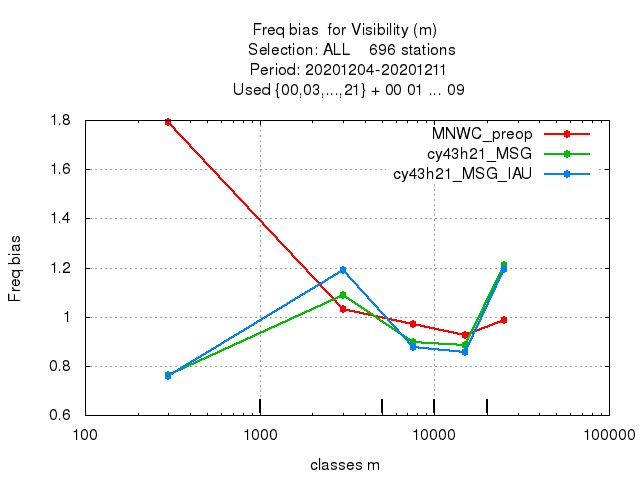 Freq bias  for Visibility (m)
Selection: ALL    696 stations
Period: 20201204-20201211
Used {00,03,...,21} + 00 01 ... 09
MNWC_preop
cy43h21_MSG
cy43h21_MSG_IAU
Freq bias
1.8
1.6
1.4
1.2
1
0.8
0.6
100
1000
10000
100000
classes m